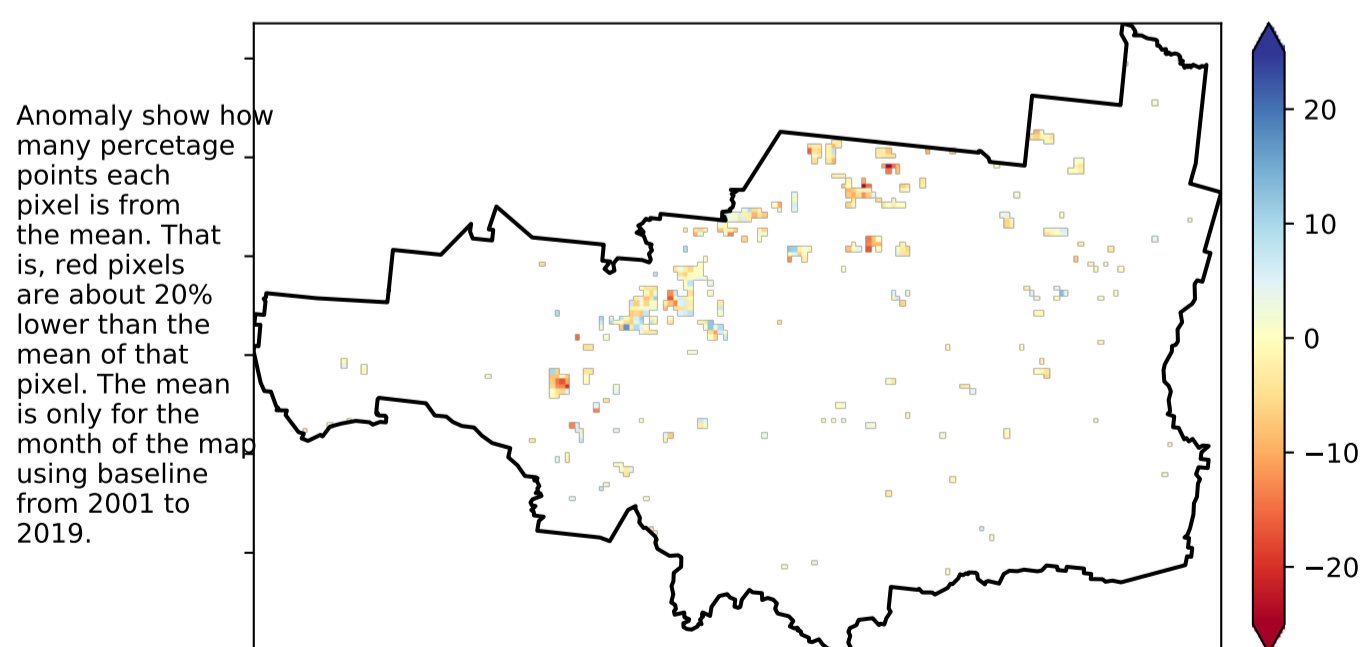 Anomaly show how
many percetage
points each
pixel is from
the mean. That
is, red pixels
are about 20%
lower than the
mean of that
pixel. The mean
is only for the
month of the map
using baseline
from 2001 to
2019.
20
10
0
−10
−20